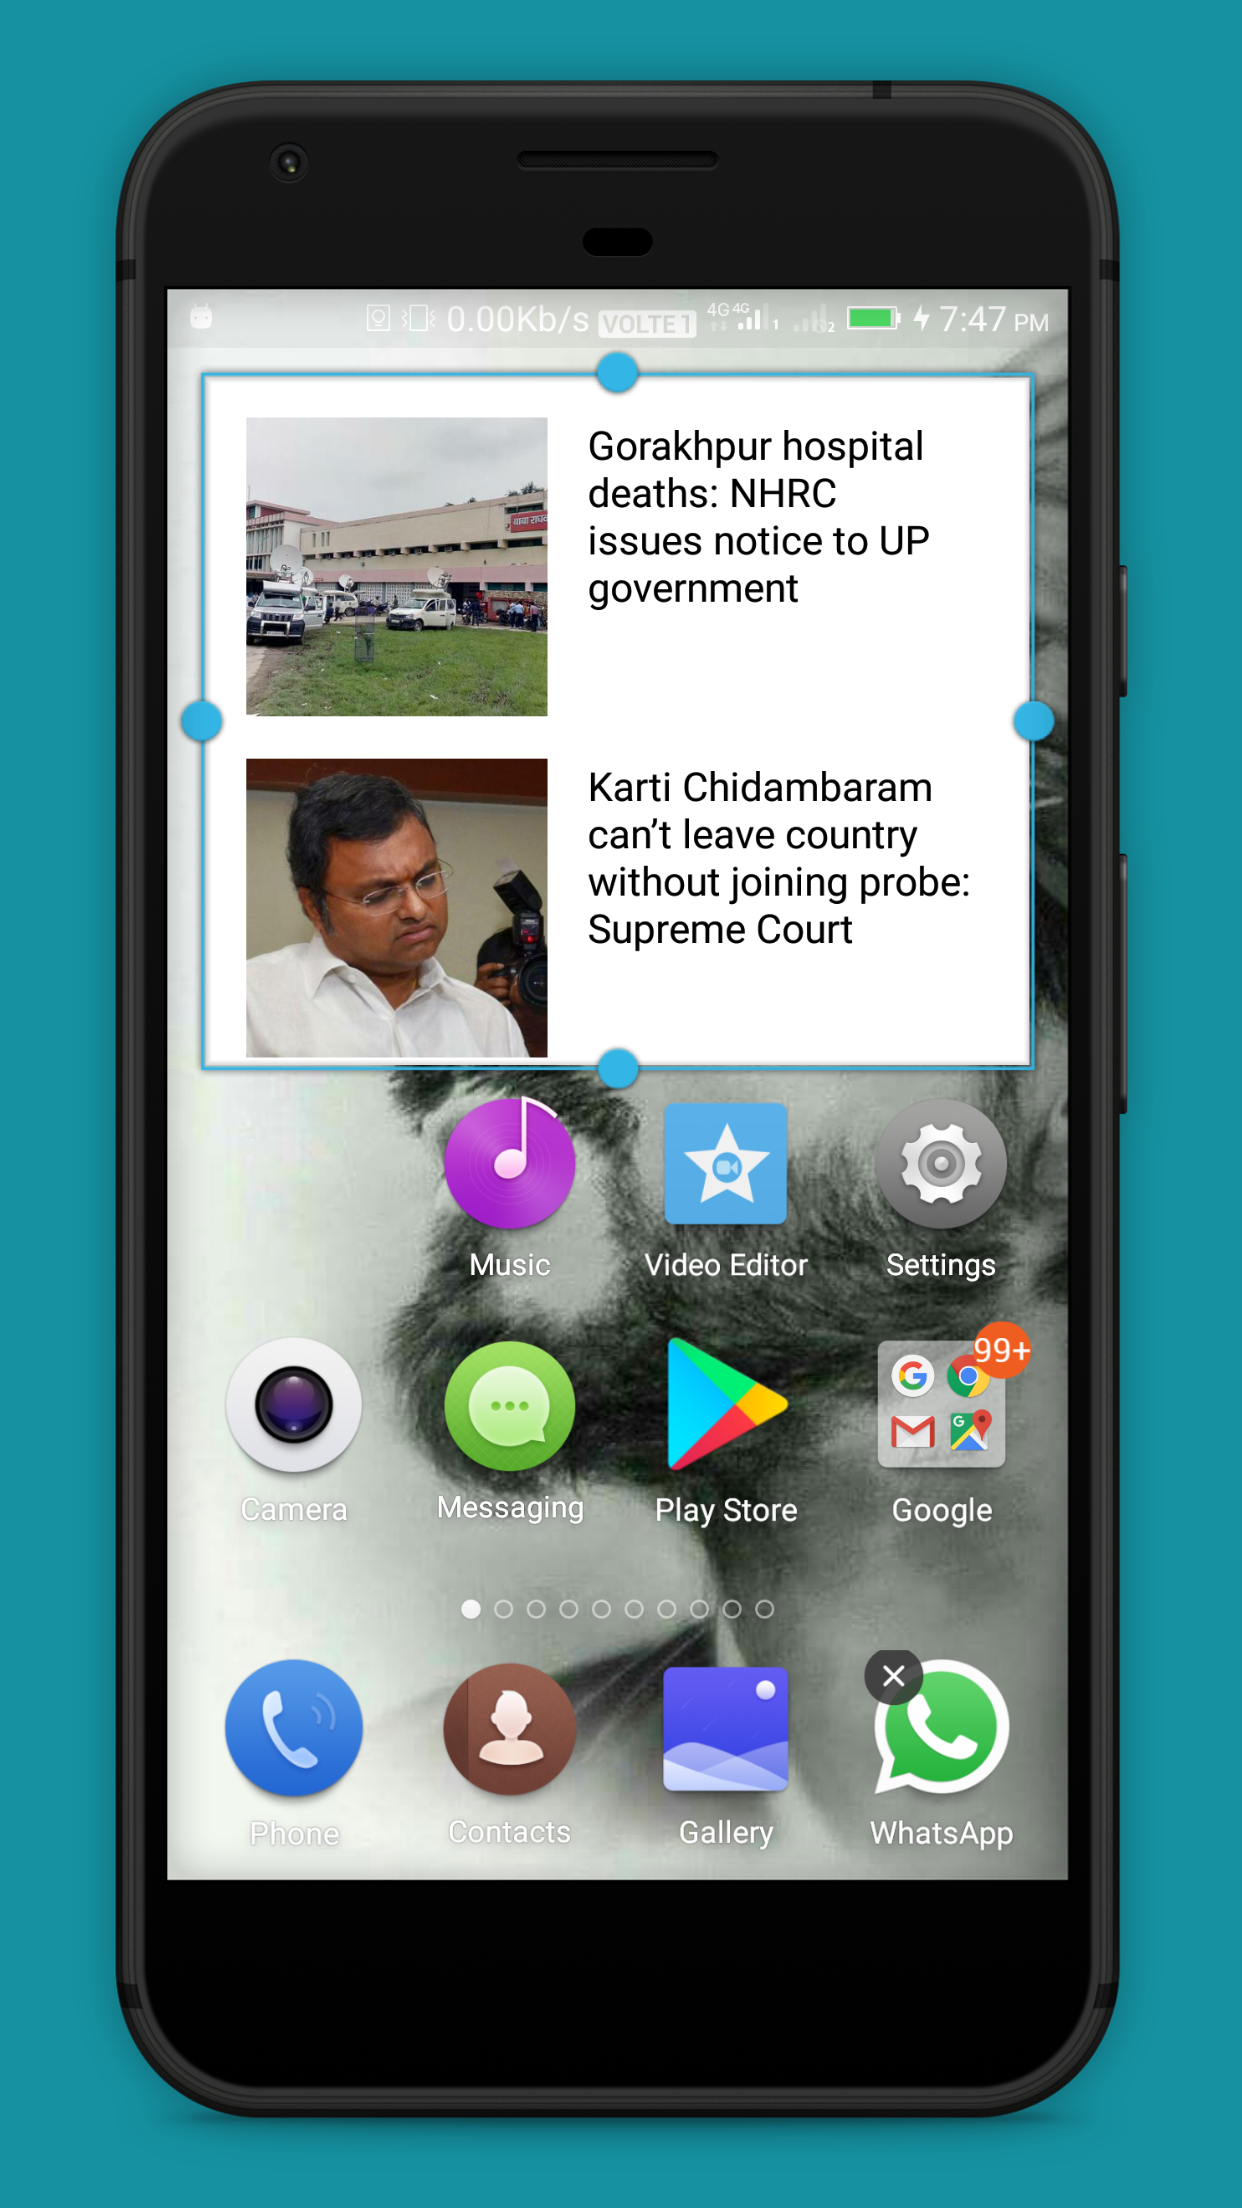 0.00Kb/s VOLTE 1 4G 4G 1 2 7:47 PM
Gorakhpur hospital
deaths: NHRC
issues notice to UP
government
बाबा राघव
Karti Chidambaram
can’t leave country
without joining probe:
Supreme Court
Music Video Editor Settings
99+
G
G
Camera Messaging Play Store Google
Phone Contacts Gallery WhatsApp